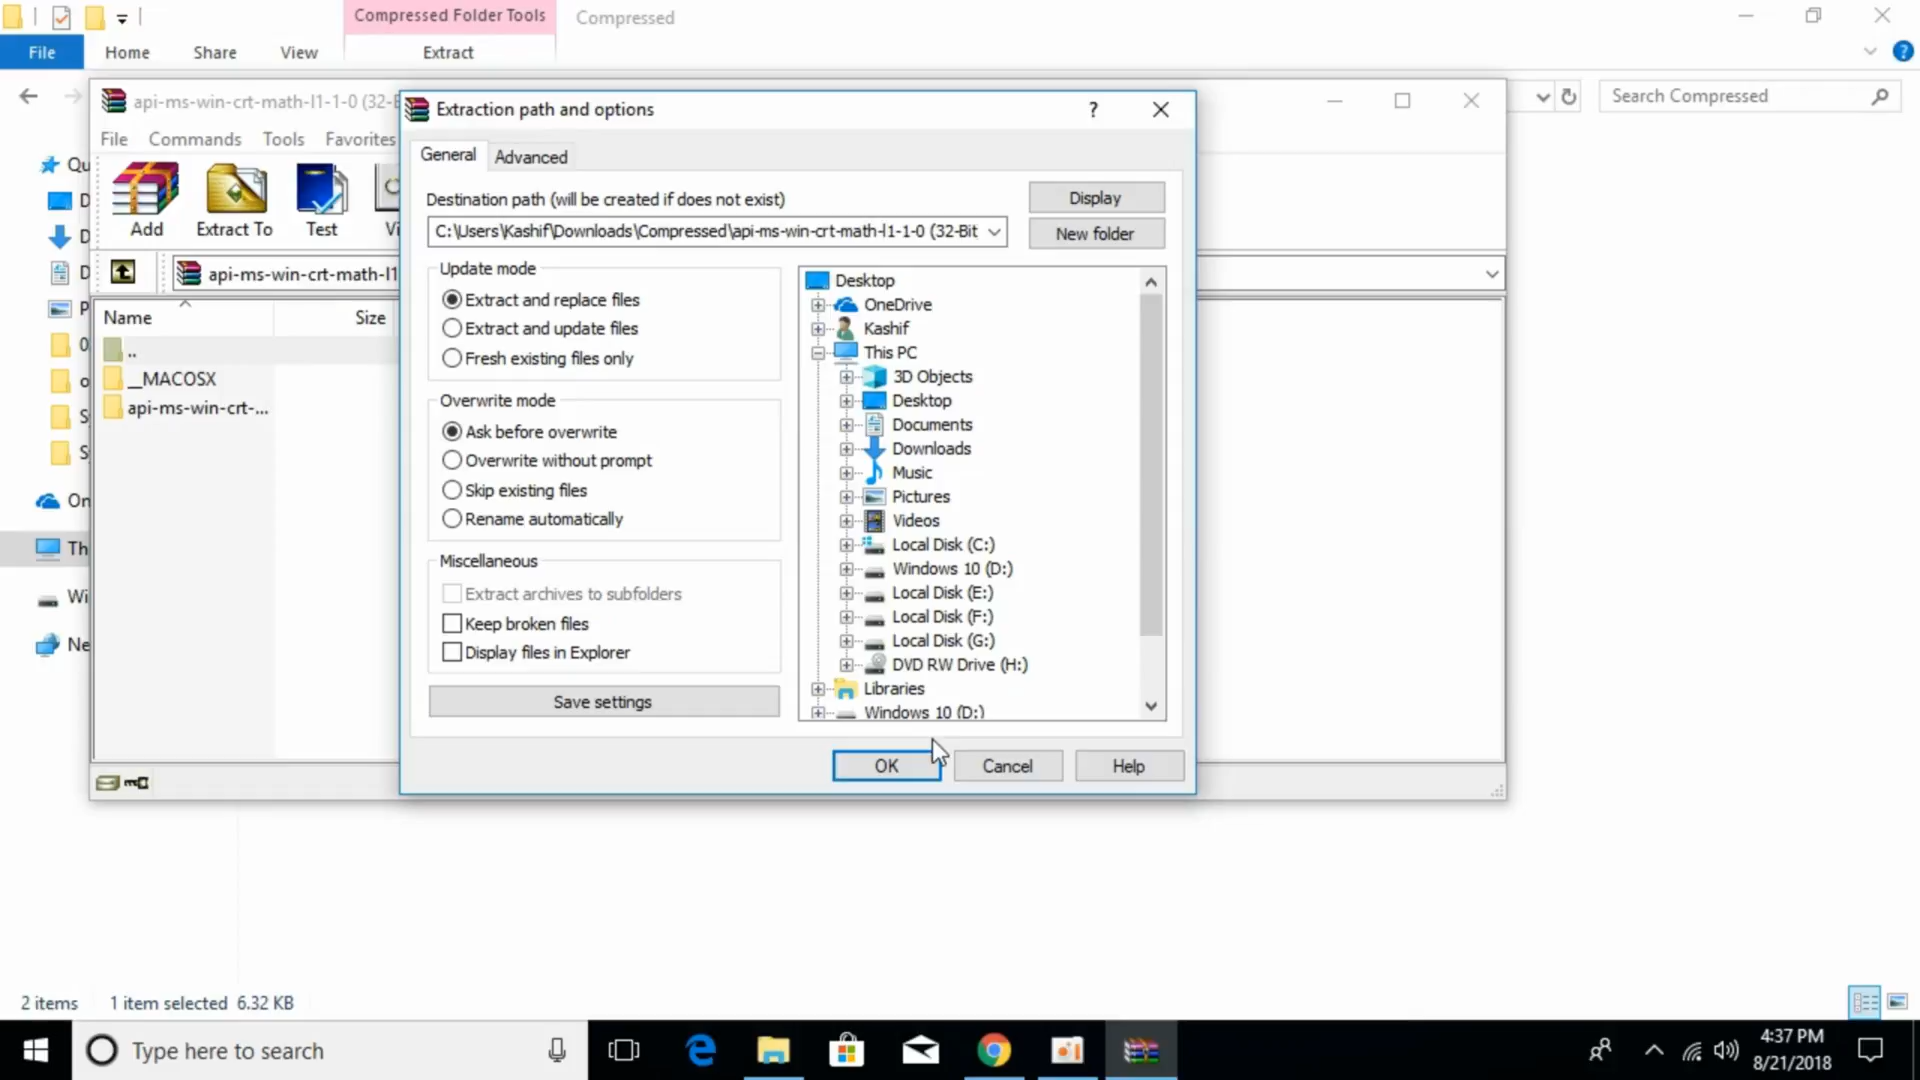 Compressed Folder Tools
Compressed
File
Home
Share
View
Extract
api-ms-win-crt-math-l1-1-0 (32-B
Search Compressed
File
Commands
Tools
Favorites
Add
Extract To
Test
Vi
api-ms-win-crt-math-l1
Name
Size
..
__MACOSX
api-ms-win-crt-...
Qu
D
D
D
P
0
o
S
S
On
Th
Wi
Ne
Extraction path and options
?
General
Advanced
Destination path (will be created if does not exist)
Display
C:\Users\Kashif\Downloads\Compressed\api-ms-win-crt-math-l1-1-0 (32-Bit
New folder
Update mode
Extract and replace files
Extract and update files
Fresh existing files only
Overwrite mode
Ask before overwrite
Overwrite without prompt
Skip existing files
Rename automatically
Miscellaneous
Extract archives to subfolders
Keep broken files
Display files in Explorer
Save settings
Desktop
OneDrive
Kashif
This PC
3D Objects
Desktop
Documents
Downloads
Music
Pictures
Videos
Local Disk (C:)
Windows 10 (D:)
Local Disk (E:)
Local Disk (F:)
Local Disk (G:)
DVD RW Drive (H:)
Libraries
Windows 10 (D:)
OK
Cancel
Help
2 items
1 item selected 6.32 KB
Type here to search
4:37 PM
8/21/2018